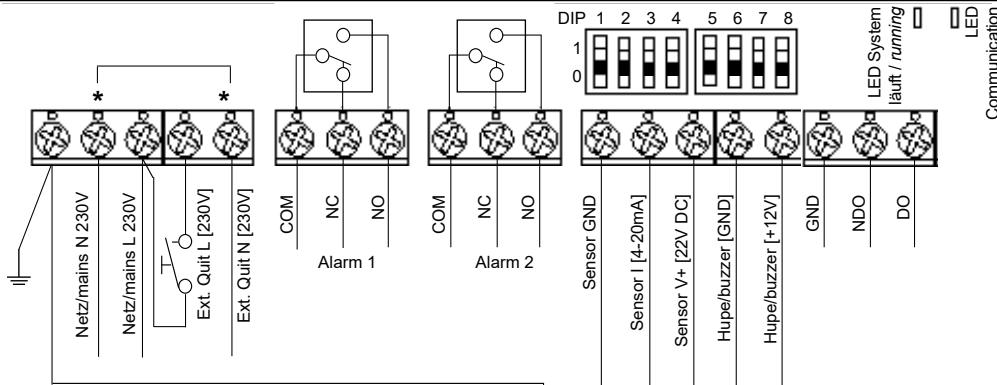 DIP 1 2 3 4 5 6 7 8
1
0
LED System
läuft / running
LED
Communication
* *
Netz/mains N 230V
Netz/mains L 230V
Ext. Quit L [230V]
Ext. Quit N [230V]
COM
NC
NO
Alarm 1
COM
NC
NO
Alarm 2
Sensor GND
Sensor I [4-20mA]
Sensor V+ [22V DC]
Hupe/buzzer [GND]
Hupe/buzzer [+12V]
GND
NDO
DO